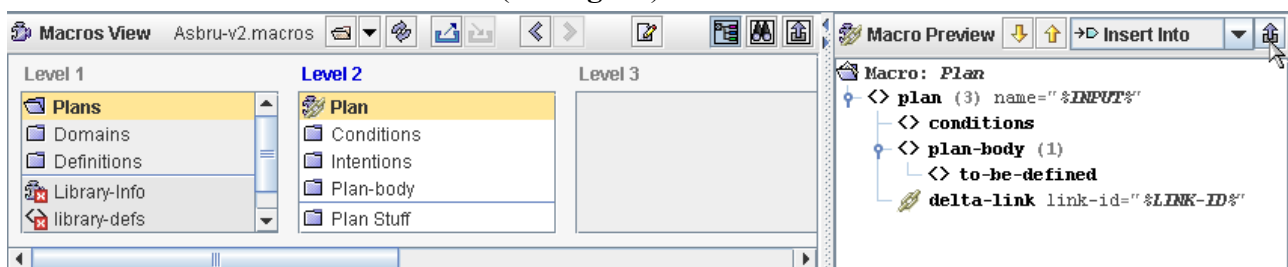 Macros View Asbru-v2.macros
Level 1
Plans
Domains
Definitions
Library-Info
library-defs
Level 2
Plan
Conditions
Intentions
Plan-body
Plan Stuff
Level 3
Macro Preview Insert Into
Macro: Plan
<> plan (3) name="%INPUT%"
<> conditions
<> plan-body (1)
<> to-be-defined
delta-link link-id="%LINK-ID%"